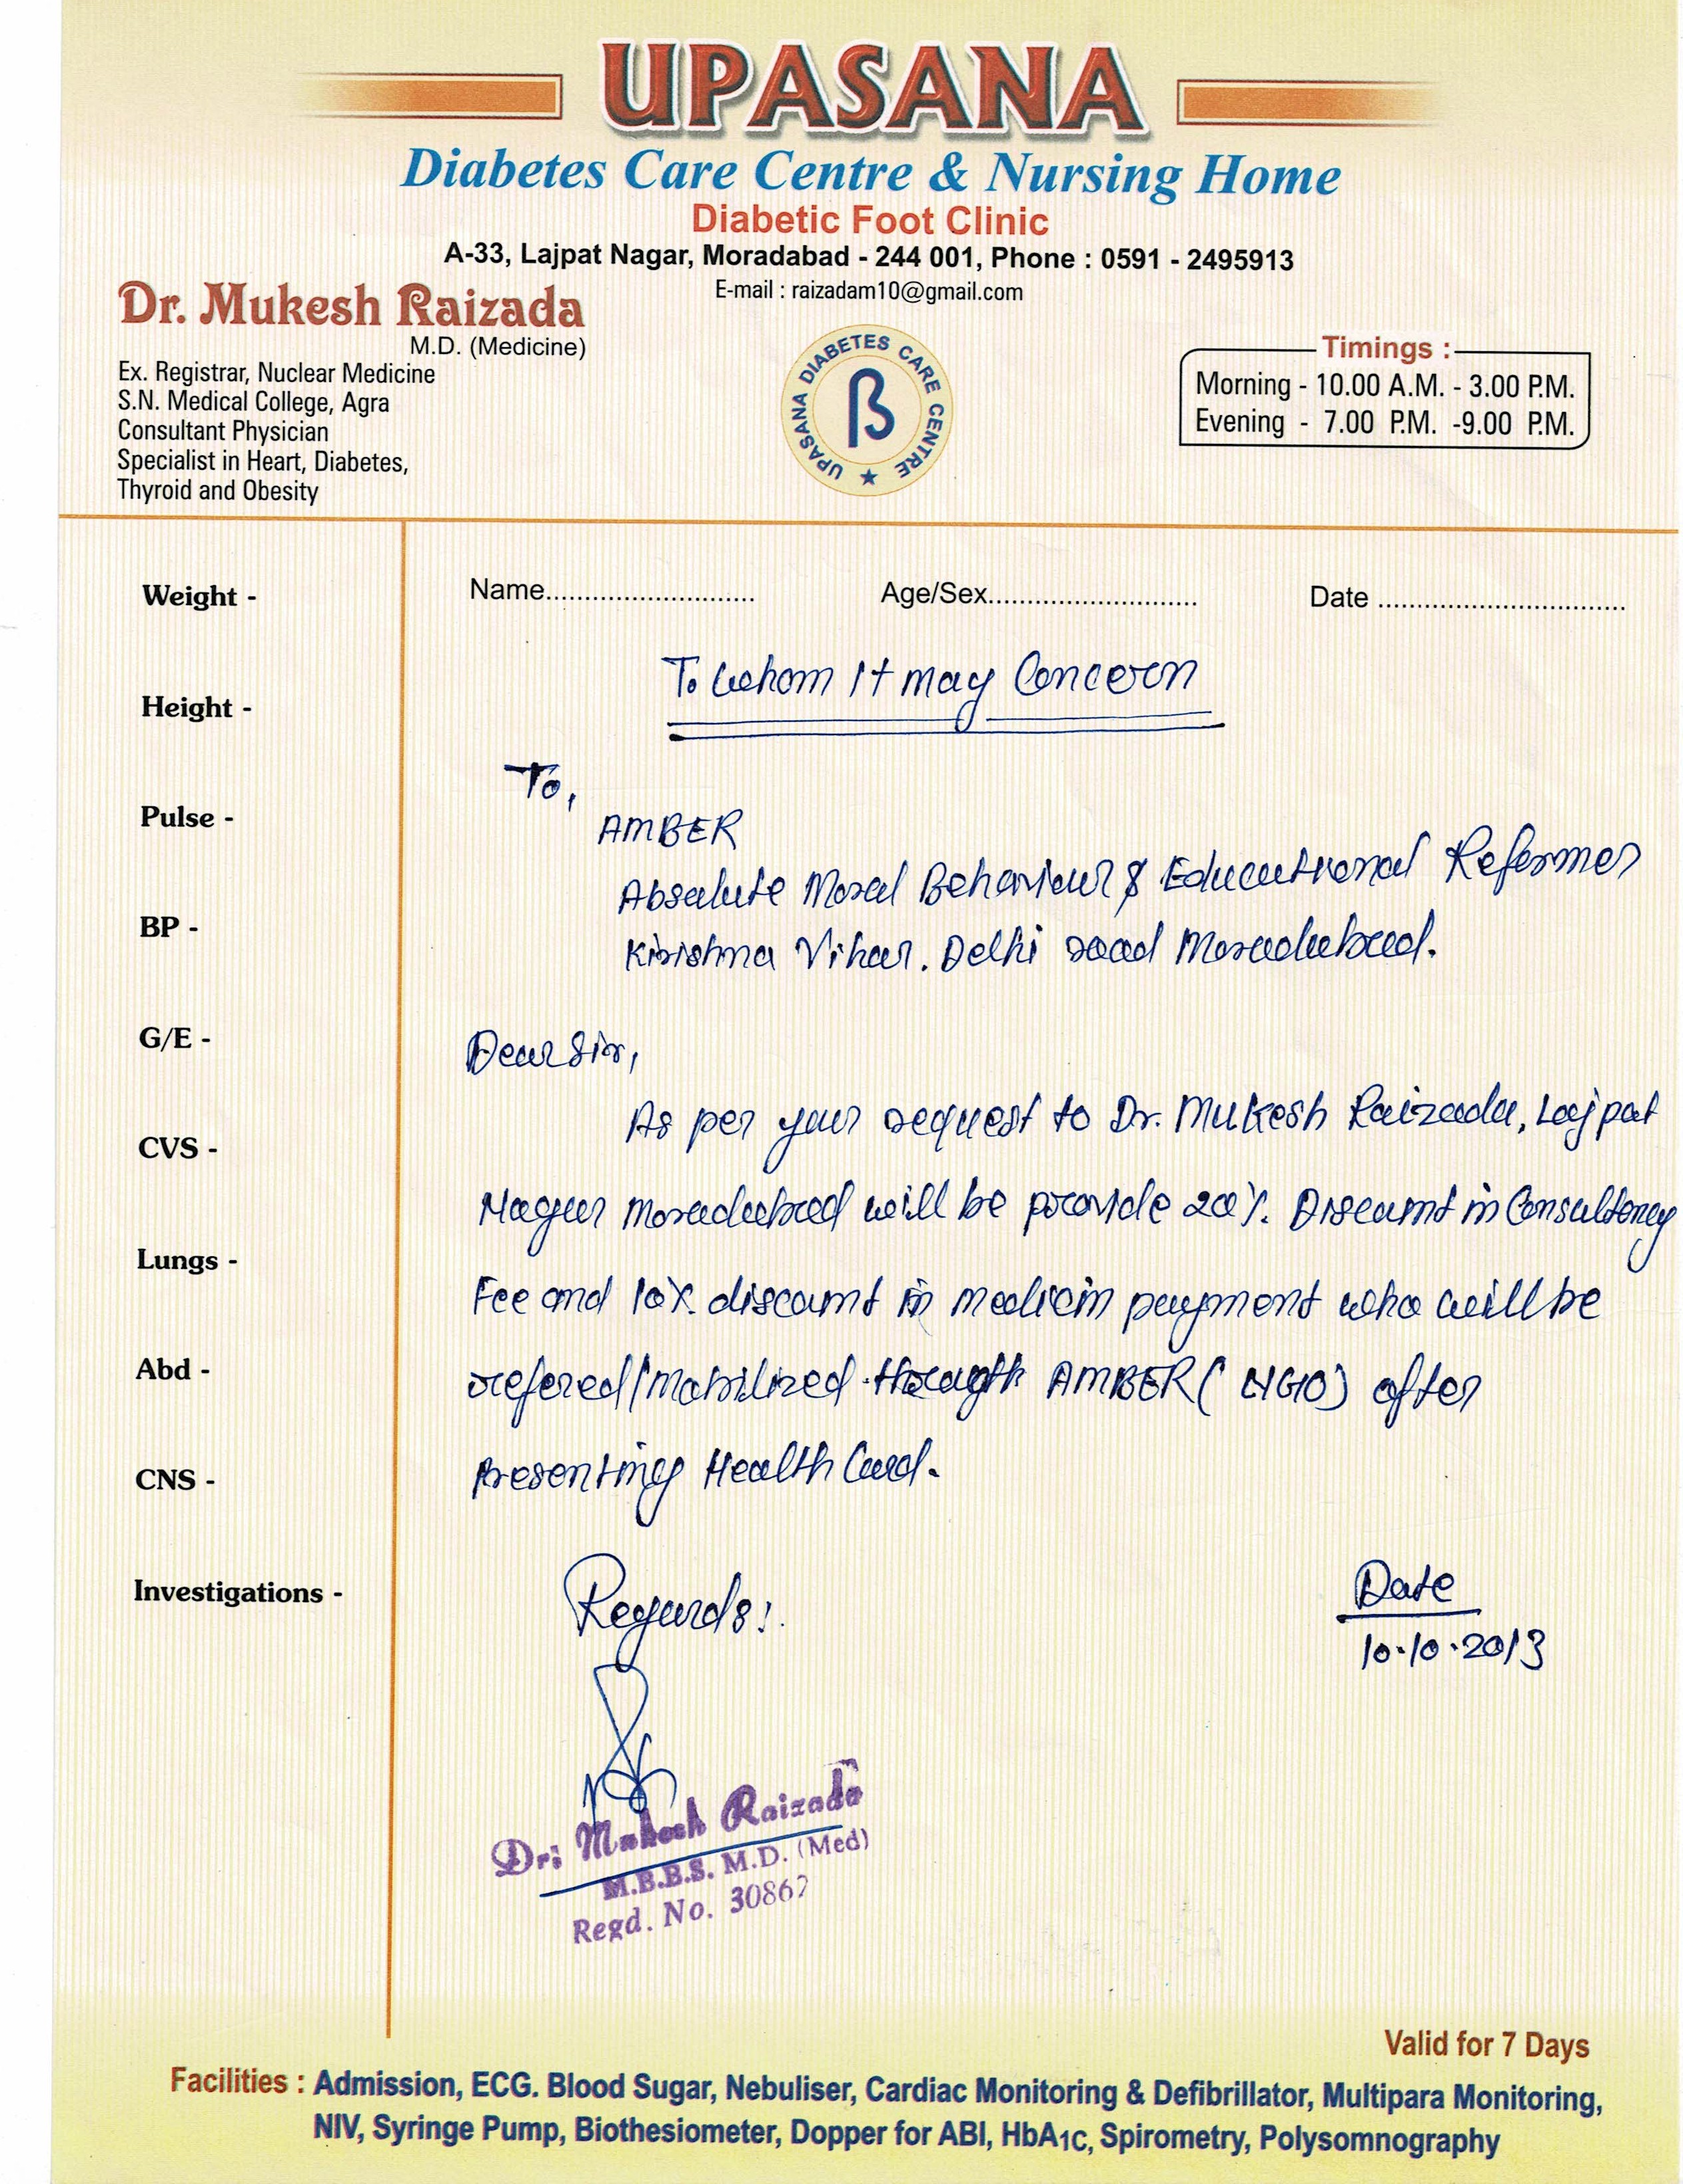 UPASANA
Diabetes Care Centre & Nursing Home
Diabetic Foot Clinic
A-33, Lajpat Nagar, Moradabad - 244 001, Phone : 0591 - 2495913
E-mail : raizadam10@gmail.com
Dr. Mukesh Raizada
M.D. (Medicine)
Ex. Registrar, Nuclear Medicine
S.N. Medical College, Agra
Consultant Physician
Specialist in Heart, Diabetes,
Thyroid and Obesity
UPASANA DIABETES CARE CENTRE
β
Timings :
Morning - 10.00 A.M. - 3.00 P.M.
Evening - 7.00 P.M. -9.00 P.M.
Weight -
Height -
Pulse -
BP -
G/E -
CVS -
Lungs -
Abd -
CNS -
Investigations -
Name........................... Age/Sex........................... Date ................................
To Whom It may Concern
To,
AMBER
Absolute Moral Behaviour & Educational Reformer
Krishna Vihar. Delhi road Moradabad.
Dear Sir,
As per your request to Dr. Mukesh Raizada, Lajpat
Nagar Moradabad will be provide 20%. Discount in Consultancy
Fee and 10%. discount in medicin payment who will be
refered/mobilized through AMBER (NGO) after
Presenting Health Card.
Regards!.
Date
10.10.2013
Dr. Mukesh Raizada
M.B.B.S. M.D. (Med)
Regd. No. 30867
Valid for 7 Days
Facilities : Admission, ECG. Blood Sugar, Nebuliser, Cardiac Monitoring & Defibrillator, Multipara Monitoring,
NIV, Syringe Pump, Biothesiometer, Dopper for ABI, HbA1c, Spirometry, Polysomnography